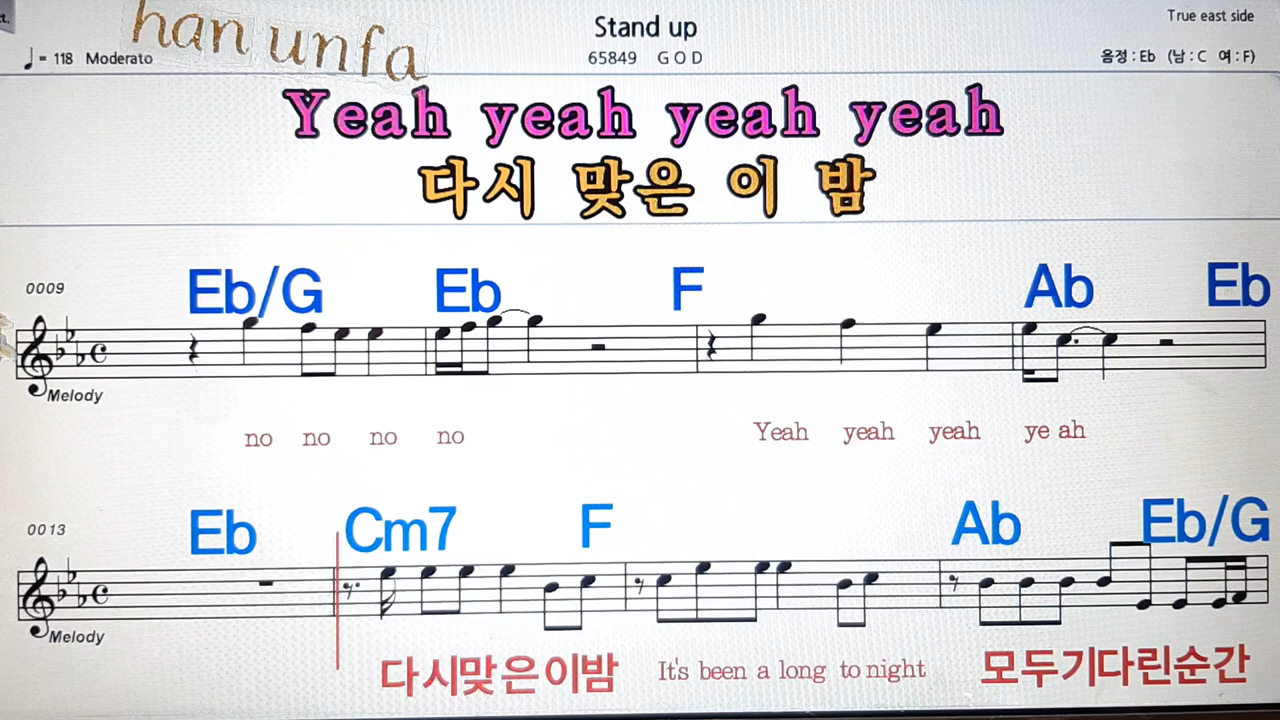 han unfa
Stand up
True east side
♩= 118 Moderato
65849 G O D
음정 : Eb (남 : C 여 : F)
Yeah yeah yeah yeah
다시 맞은 이 밤
0009
Eb/G Eb F Ab Eb
Melody
no no no no Yeah yeah yeah ye ah
0013
Eb Cm7 F Ab Eb/G
Melody
다시맞은이밤 It's been a long to night 모두기다린순간